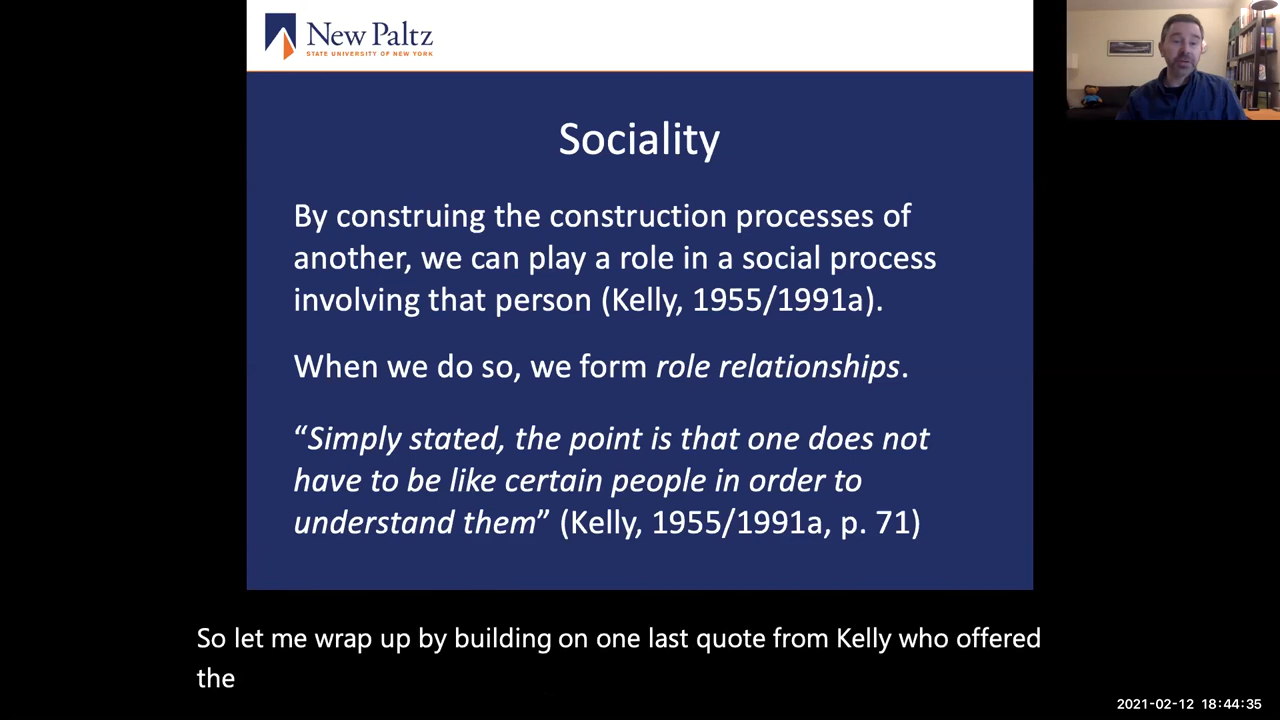 New Paltz
STATE UNIVERSITY OF NEW YORK
Sociality
By construing the construction processes of
another, we can play a role in a social process
involving that person (Kelly, 1955/1991a).
When we do so, we form role relationships.
“Simply stated, the point is that one does not
have to be like certain people in order to
understand them” (Kelly, 1955/1991a, p. 71)
So let me wrap up by building on one last quote from Kelly who offered
the
2021-02-12 18:44:35